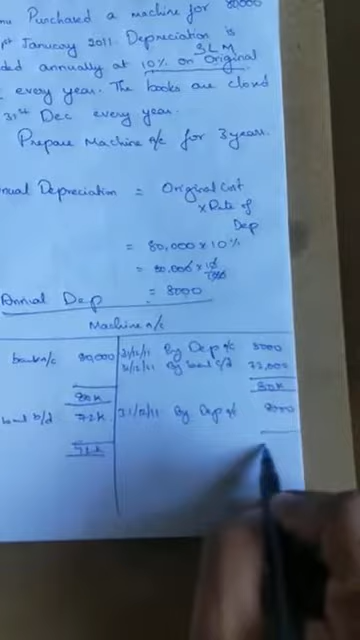 Purchased a machine for 80000
1st January 2011. Depreciation is
SLM
annually at 10% on Original
every year. The books are closed
31st Dec every year.
Prepare Machine A/c for 3 years.
Annual Depreciation = Original Cost
x Rate of
Dep
= 80,000 x 10%
= 80,000 x 10/100
Annual Dep = 8000
Machine A/c
bank A/c 80,000 31/12/11 By Dep A/c 8000
31/12/11 By bal c/d 72,000
80K 80K
bal b/d 72K 31/12/11 By Dep A/c 8000
72K